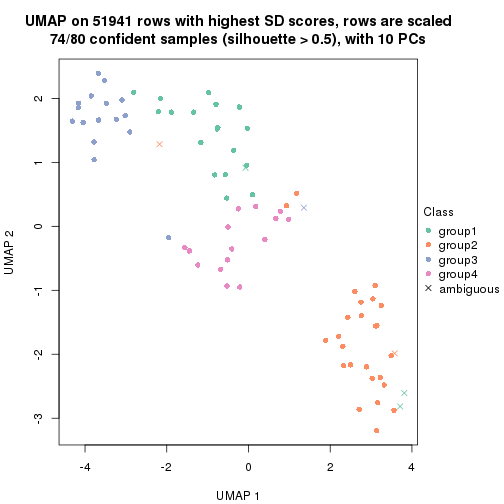 UMAP on 51941 rows with highest SD scores, rows are scaled
74/80 confident samples (silhouette > 0.5), with 10 PCs
2
1
0
-1
-2
-3
UMAP 2
-4
-2
0
2
4
UMAP 1
Class
group1
group2
group3
group4
ambiguous